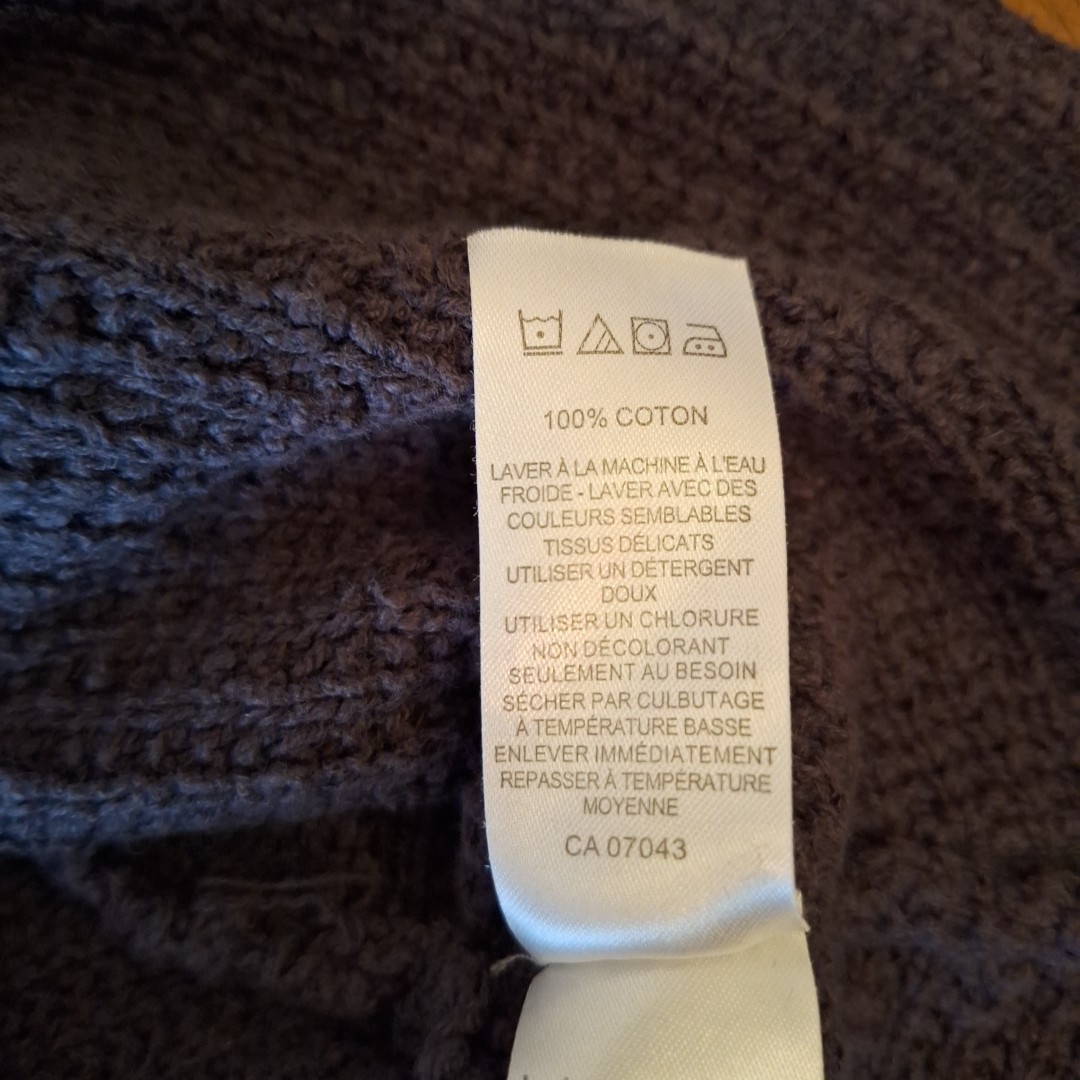 100% COTON
LAVER À LA MACHINE À L'EAU
FROIDE - LAVER AVEC DES
COULEURS SEMBLABLES
TISSUS DÉLICATS
UTILISER UN DÉTERGENT
DOUX
UTILISER UN CHLORURE
NON DÉCOLORANT
SEULEMENT AU BESOIN
SÉCHER PAR CULBUTAGE
À TEMPÉRATURE BASSE
ENLEVER IMMÉDIATEMENT
REPASSER À TEMPÉRATURE
MOYENNE
CA 07043